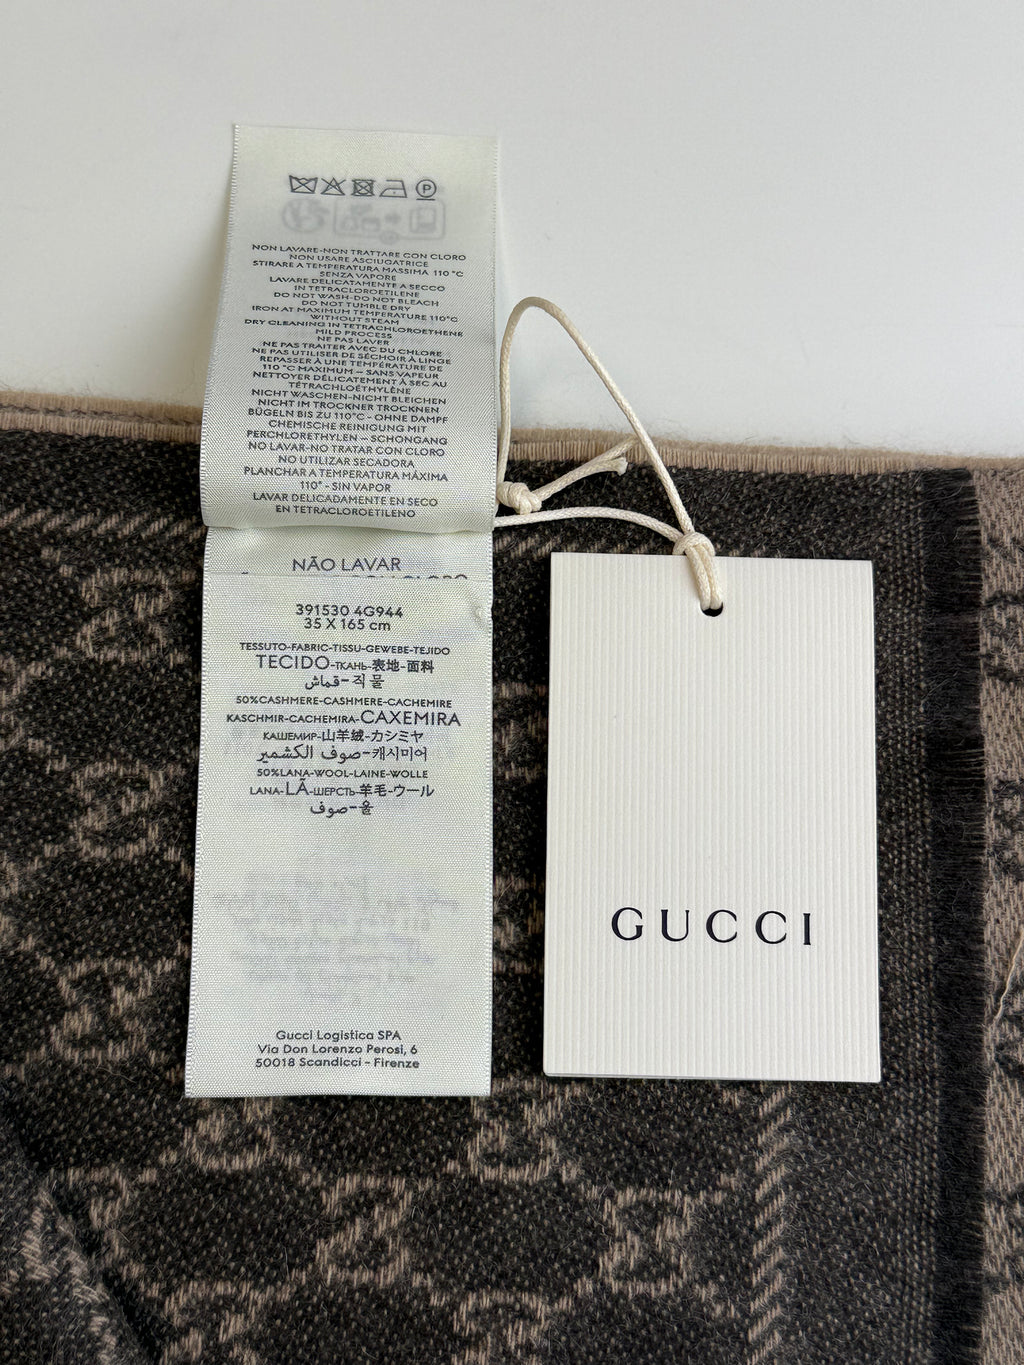 NON LAVARE-NON TRATTARE CON CLORO
NON USARE ASCIUGATRICE
STIRARE A TEMPERATURA MASSIMA 110 °C
SENZA VAPORE
LAVARE DELICATAMENTE A SECCO
IN TETRACLOROETILENE
DO NOT WASH-DO NOT BLEACH
DO NOT TUMBLE DRY
IRON AT MAXIMUM TEMPERATURE 110°C
WITHOUT STEAM
DRY CLEANING IN TETRACHLOROETHENE
MILD PROCESS
NE PAS LAVER
NE PAS TRAITER AVEC DU CHLORE
NE PAS UTILISER DE SÉCHOIR À LINGE
REPASSER À UNE TEMPÉRATURE DE
110 °C MAXIMUM – SANS VAPEUR
NETTOYER DÉLICATEMENT À SEC AU
TÉTRACHLOÉTHYLÈNE
NICHT WASCHEN-NICHT BLEICHEN
NICHT IM TROCKNER TROCKNEN
BÜGELN BIS ZU 110°C - OHNE DAMPF
CHEMISCHE REINIGUNG MIT
PERCHLORETHYLEN – SCHONGANG
NO LAVAR-NO TRATAR CON CLORO
NO UTILIZAR SECADORA
PLANCHAR A TEMPERATURA MÁXIMA
110° - SIN VAPOR
LAVAR DELICADAMENTE EN SECO
EN TETRACLOROETILENO
NÃO LAVAR
391530 4G944
35 X 165 cm
TESSUTO-FABRIC-TISSU-GEWEBE-TEJIDO
TECIDO-ТКАНЬ-表地-面料
قماش-직물
50%CASHMERE-CASHMERE-CACHEMIRE
KASCHMIR-CACHEMIRA-CAXEMIRA
КАШЕМИР-山羊绒-カシミヤ
صوف الكشمير-캐시미어
50%LANA-WOOL-LAINE-WOLLE
LANA-LÃ-ШЕРСТЬ-羊毛-ウール
صوف-울
Gucci Logistica SPA
Via Don Lorenzo Perosi, 6
50018 Scandicci - Firenze
GUCCI